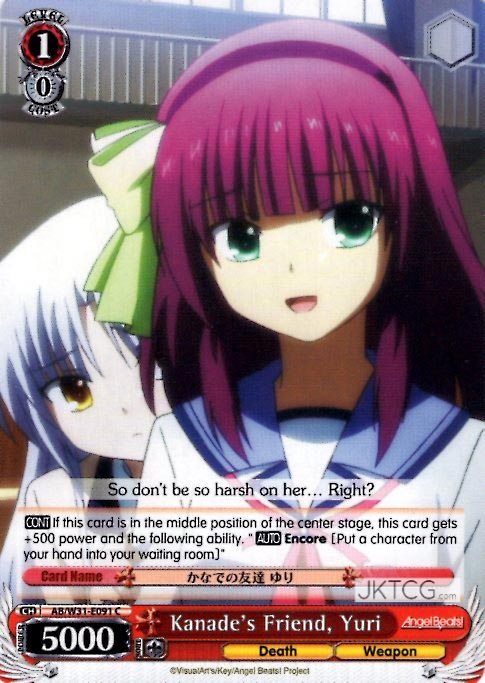 LEVEL
1
0
COST
So don't be so harsh on her... Right?
CONT If this card is in the middle position of the center stage, this card gets
+500 power and the following ability. " AUTO Encore [Put a character from
your hand into your waiting room]"
Card Name かなでの友達 ゆり
JKTCG.com
CH AB/W31-E091 C
POWER 5000 SOUL Kanade's Friend, Yuri Angel Beats!
Death Weapon
©VisualArt's/Key/Angel Beats! Project